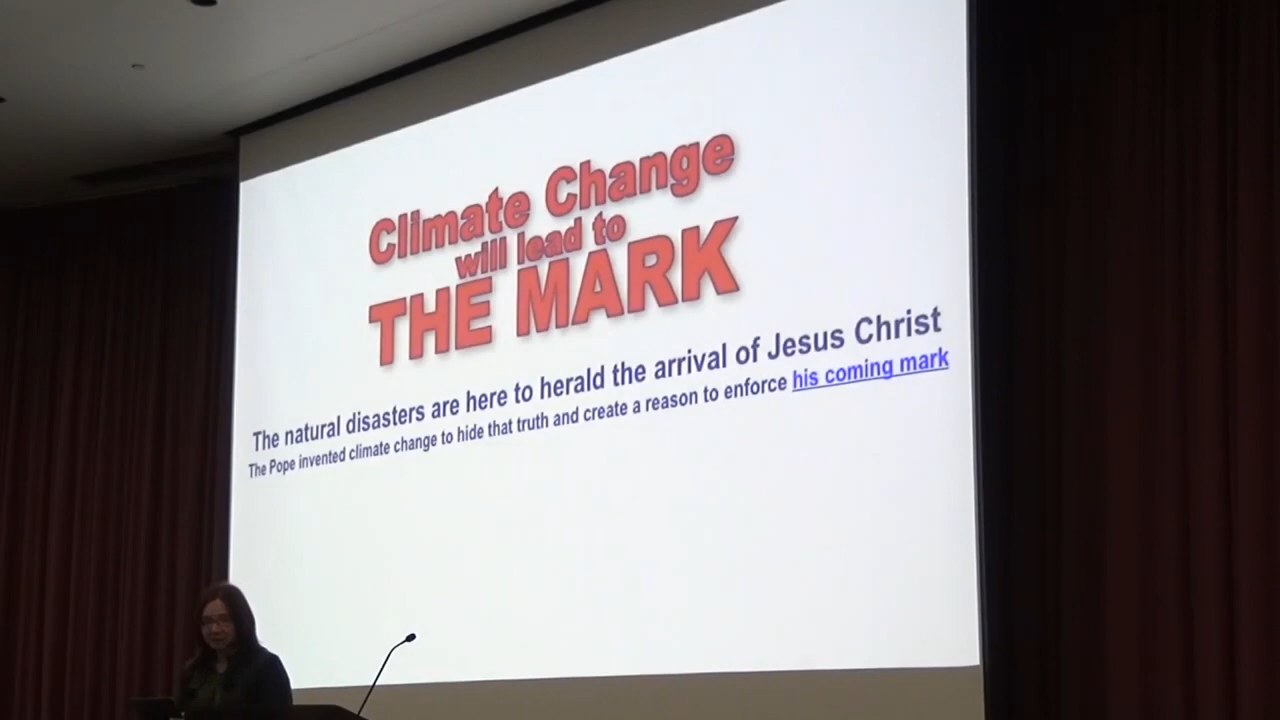 Climate Change
will lead to
THE MARK
The natural disasters are here to herald the arrival of Jesus Christ
The Pope invented climate change to hide that truth and create a reason to enforce his coming mark